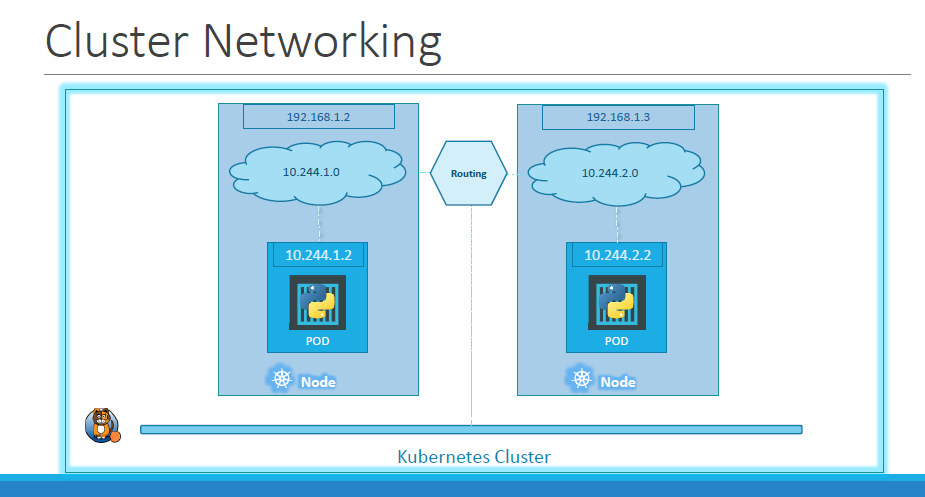 Cluster Networking
192.168.1.2
192.168.1.3
10.244.1.0
Routing
10.244.2.0
10.244.1.2
10.244.2.2
POD
POD
Node
Node
Kubernetes Cluster